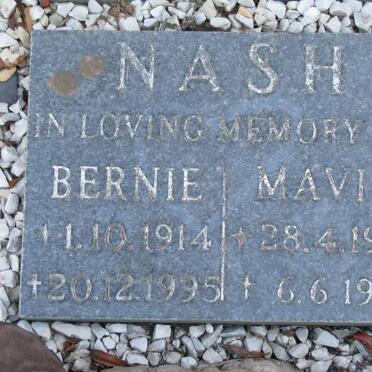 NASH
IN LOVING MEMORY
BERNIE MAVI
1.10.1914 28.4.19
†20.12.1995 † 6.6.19